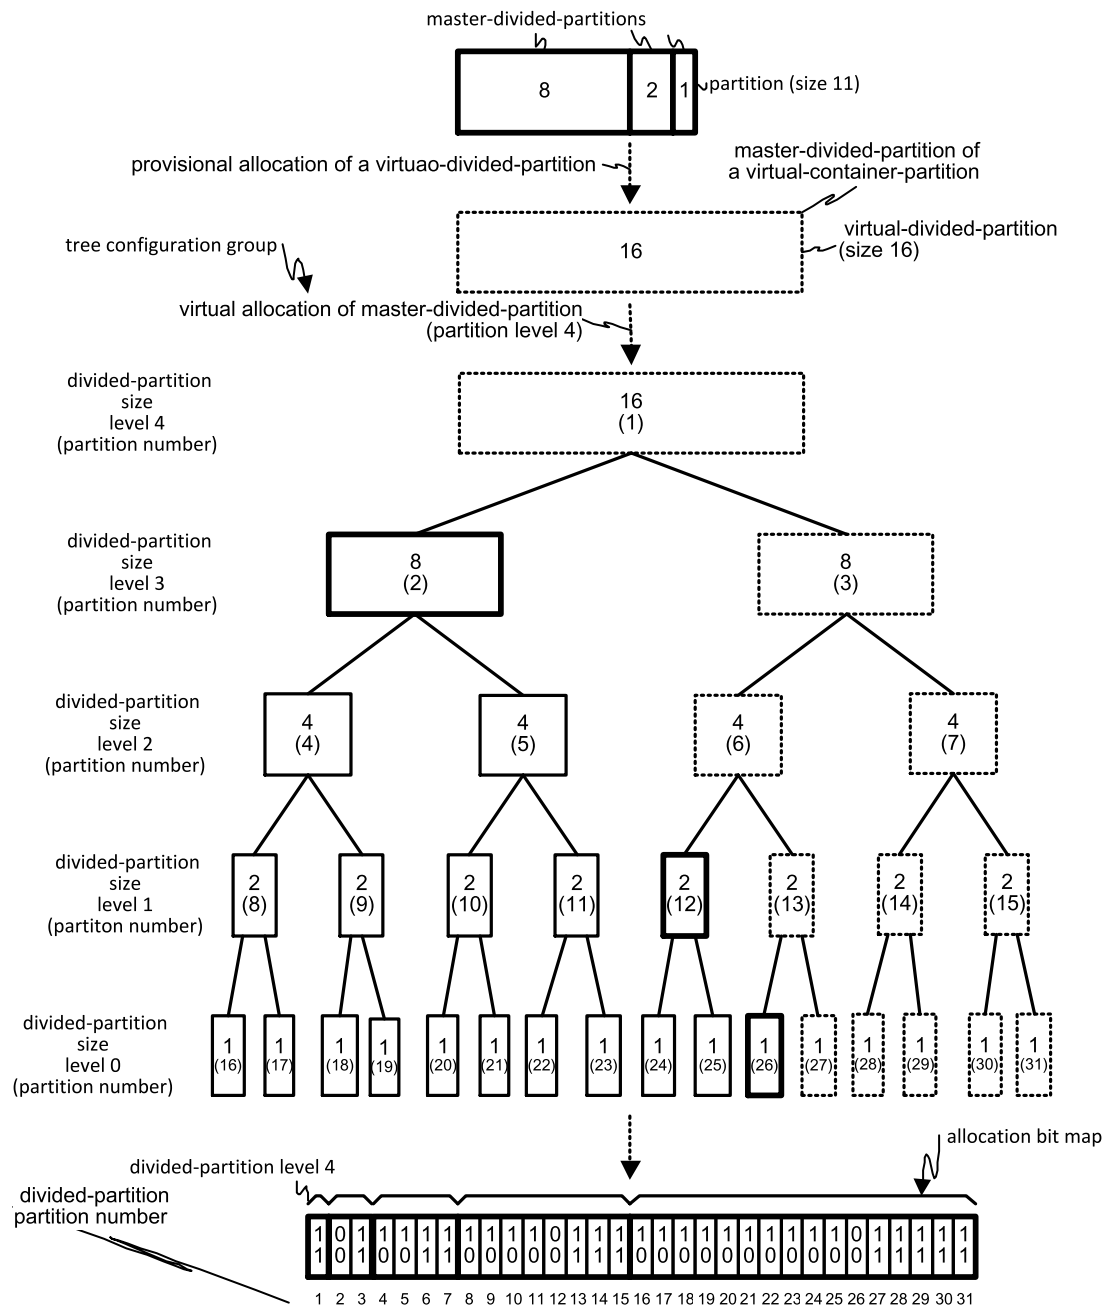 master-divided-partitions
8 2 1
partition (size 11)
provisional allocation of a virtuao-divided-partition
master-divided-partition of
a virtual-container-partition
16
virtual-divided-partition
(size 16)
tree configuration group
virtual allocation of master-divided-partition
(partition level 4)
divided-partition
size
level 4
(partition number)
16
(1)
divided-partition
size
level 3
(partition number)
8 8
(2) (3)
divided-partition
size
level 2
(partition number)
4 4 4 4
(4) (5) (6) (7)
divided-partition
size
level 1
(partiton number)
2 2 2 2 2 2 2 2
(8) (9) (10) (11) (12) (13) (14) (15)
divided-partition
size
level 0
(partition number)
1 1 1 1 1 1 1 1 1 1 1 1 1 1 1 1
(16) (17) (18) (19) (20) (21) (22) (23) (24) (25) (26) (27) (28) (29) (30) (31)
allocation bit map
divided-partition level 4
divided-partition
partition number
1 0 1 1 1 1 1 1 1 1 1 0 1 1 1 1 1 1 1 1 1 1 1 1 1 0 1 1 1 1 1
1 0 1 0 0 1 1 0 0 0 0 0 1 1 1 0 0 0 0 0 0 0 0 0 0 0 1 1 1 1 1
1 2 3 4 5 6 7 8 9 10 11 12 13 14 15 16 17 18 19 20 21 22 23 24 25 26 27 28 29 30 31